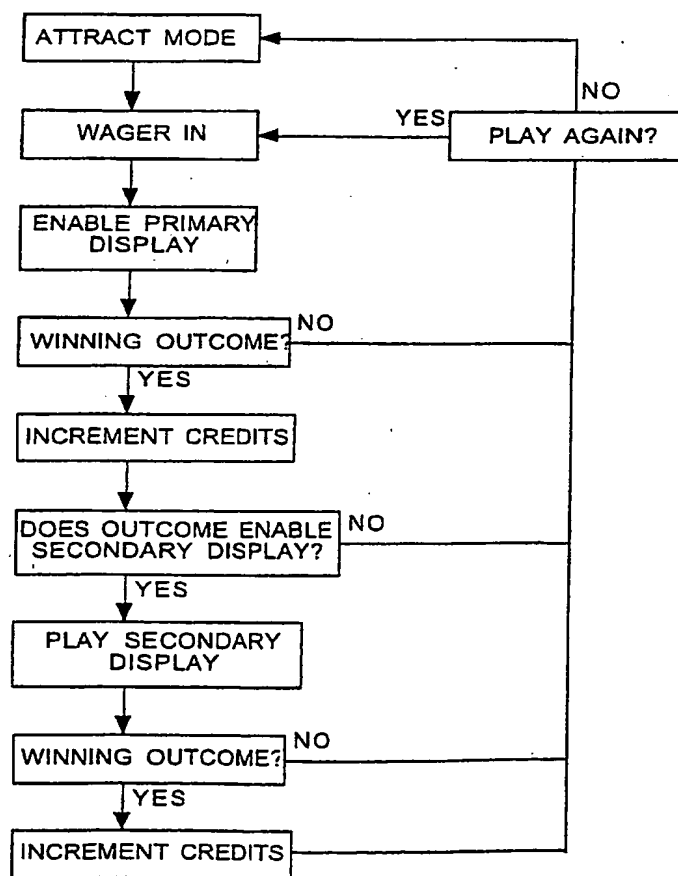 ATTRACT MODE
NO
YES
WAGER IN
PLAY AGAIN?
ENABLE PRIMARY
DISPLAY
NO
WINNING OUTCOME?
YES
INCREMENT CREDITS
NO
DOES OUTCOME ENABLE
SECONDARY DISPLAY?
YES
PLAY SECONDARY
DISPLAY
NO
WINNING OUTCOME?
YES
INCREMENT CREDITS